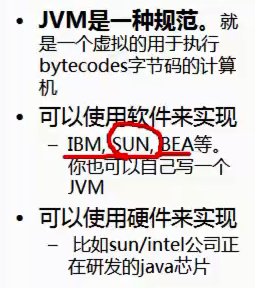 • JVM是一种规范。就
是一个虚拟的用于执行
bytecodes字节码的计算
机
• 可以使用软件来实现
– IBM, SUN, BEA等。
你也可以自己写一个
JVM
• 可以使用硬件来实现
– 比如sun/intel公司正
在研发的java芯片